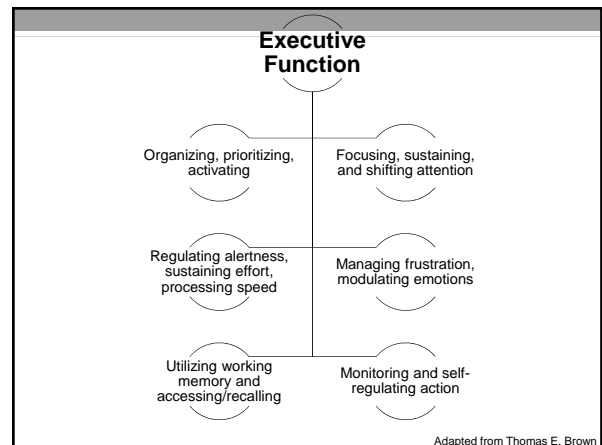 Executive
Function
Organizing, prioritizing,
activating
Focusing, sustaining,
and shifting attention
Regulating alertness,
sustaining effort,
processing speed
Managing frustration,
modulating emotions
Utilizing working
memory and
accessing/recalling
Monitoring and self-
regulating action
Adapted from Thomas E. Brown